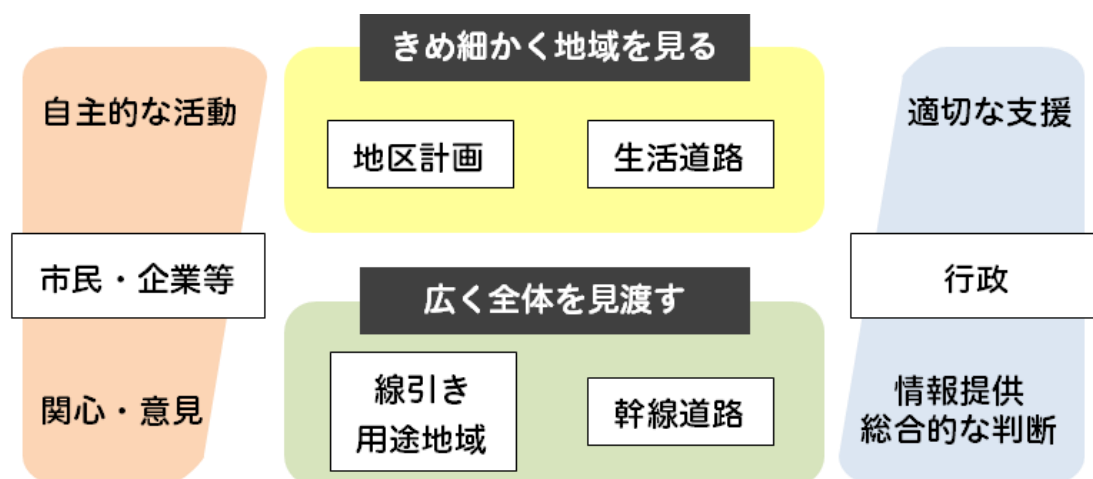 きめ細かく地域を見る
自主的な活動
地区計画
生活道路
適切な支援
市民・企業等
行政
広く全体を見渡す
線引き
用途地域
幹線道路
関心・意見
情報提供
総合的な判断